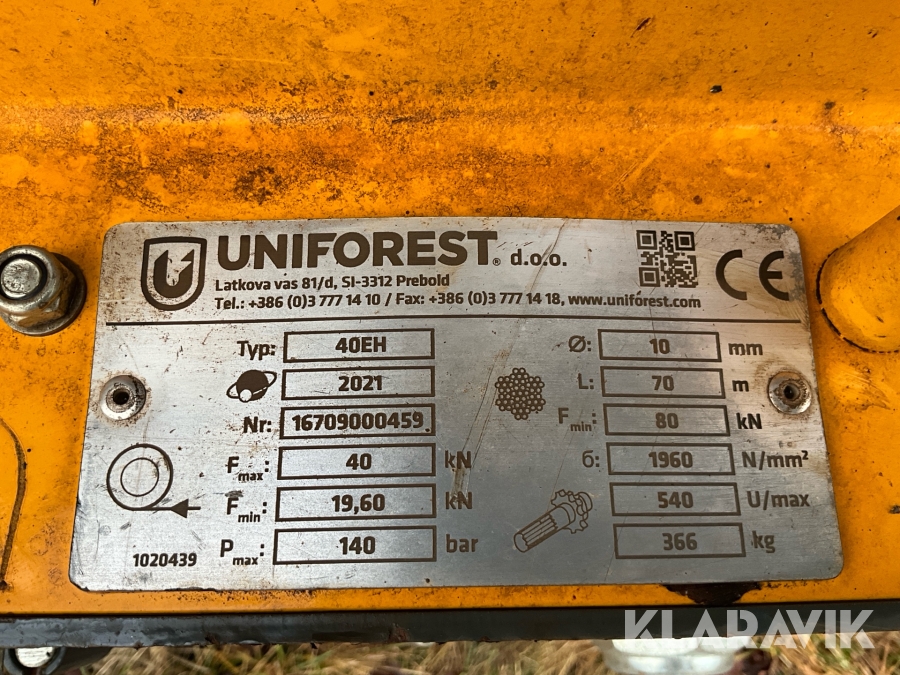 UNIFOREST® d.o.o.
Latkova vas 81/d, SI-3312 Prebold
Tel.: +386 (0)3 777 14 10 / Fax: +386 (0)3 777 14 18, www.uniforest.com
CE
Typ: 40EH
2021
Nr: 16709000459
Fmax: 40 kN
Fmin: 19,60 kN
Pmax: 140 bar
1020439
Ø: 10 mm
L: 70 m
Fmin: 80 kN
б: 1960 N/mm²
540 U/max
366 kg
KLARAVIK